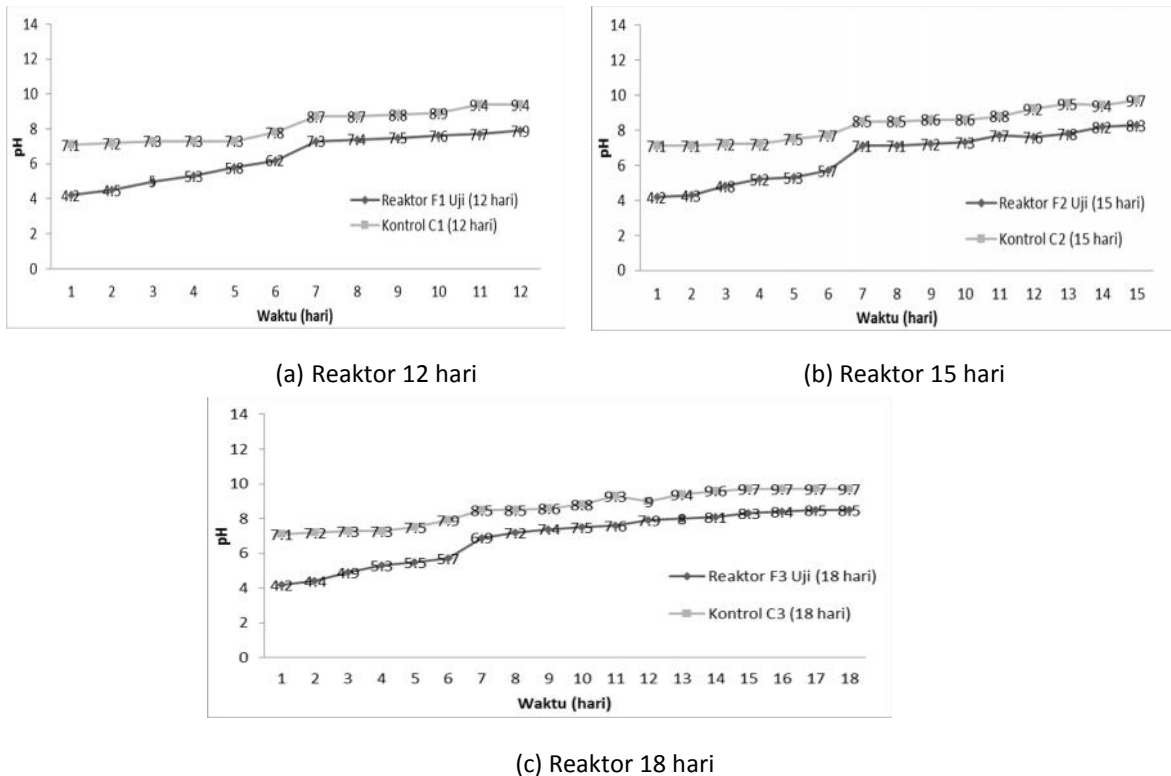 14
12
10
8
6
4
2
0
pH
7.1 7.2 7.3 7.3 7.3 7.8 8.7 8.7 8.8 8.9 9.4 9.4
4.2 4.5 5 5.3 5.8 6.2 7.3 7.4 7.5 7.6 7.7 7.9
Reaktor F1 Uji (12 hari)
Kontrol C1 (12 hari)
1 2 3 4 5 6 7 8 9 10 11 12
Waktu (hari)
(a) Reaktor 12 hari
14
12
10
8
6
4
2
0
pH
7.1 7.1 7.2 7.2 7.5 7.7 8.5 8.5 8.6 8.6 8.8 9.2 9.5 9.4 9.7
4.2 4.3 4.8 5.2 5.3 5.7 7.1 7.1 7.2 7.3 7.7 7.6 7.8 8.2 8.3
Reaktor F2 Uji (15 hari)
Kontrol C2 (15 hari)
1 2 3 4 5 6 7 8 9 10 11 12 13 14 15
Waktu (hari)
(b) Reaktor 15 hari
14
12
10
8
6
4
2
0
pH
7.1 7.2 7.3 7.3 7.5 7.9 8.5 8.5 8.6 8.8 9.3 9 9.4 9.6 9.7 9.7 9.7 9.7
4.2 4.4 4.9 5.3 5.5 5.7 6.9 7.2 7.4 7.5 7.6 7.9 8 8.1 8.3 8.4 8.5 8.5
Reaktor F3 Uji (18 hari)
Kontrol C3 (18 hari)
1 2 3 4 5 6 7 8 9 10 11 12 13 14 15 16 17 18
Waktu (hari)
(c) Reaktor 18 hari